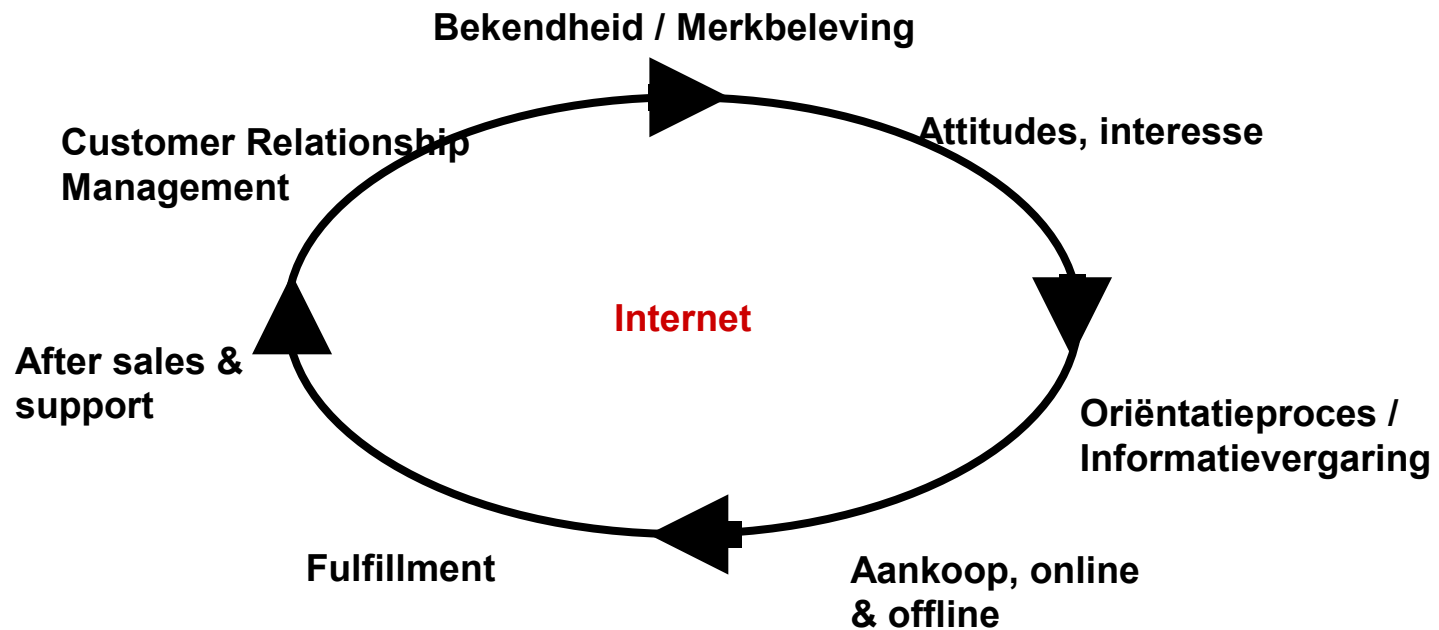 Bekendheid / Merkbeleving
Attitudes, interesse
Customer Relationship
Management
Internet
After sales &
support
Oriëntatieproces /
Informatievergaring
Fulfillment
Aankoop, online
& offline